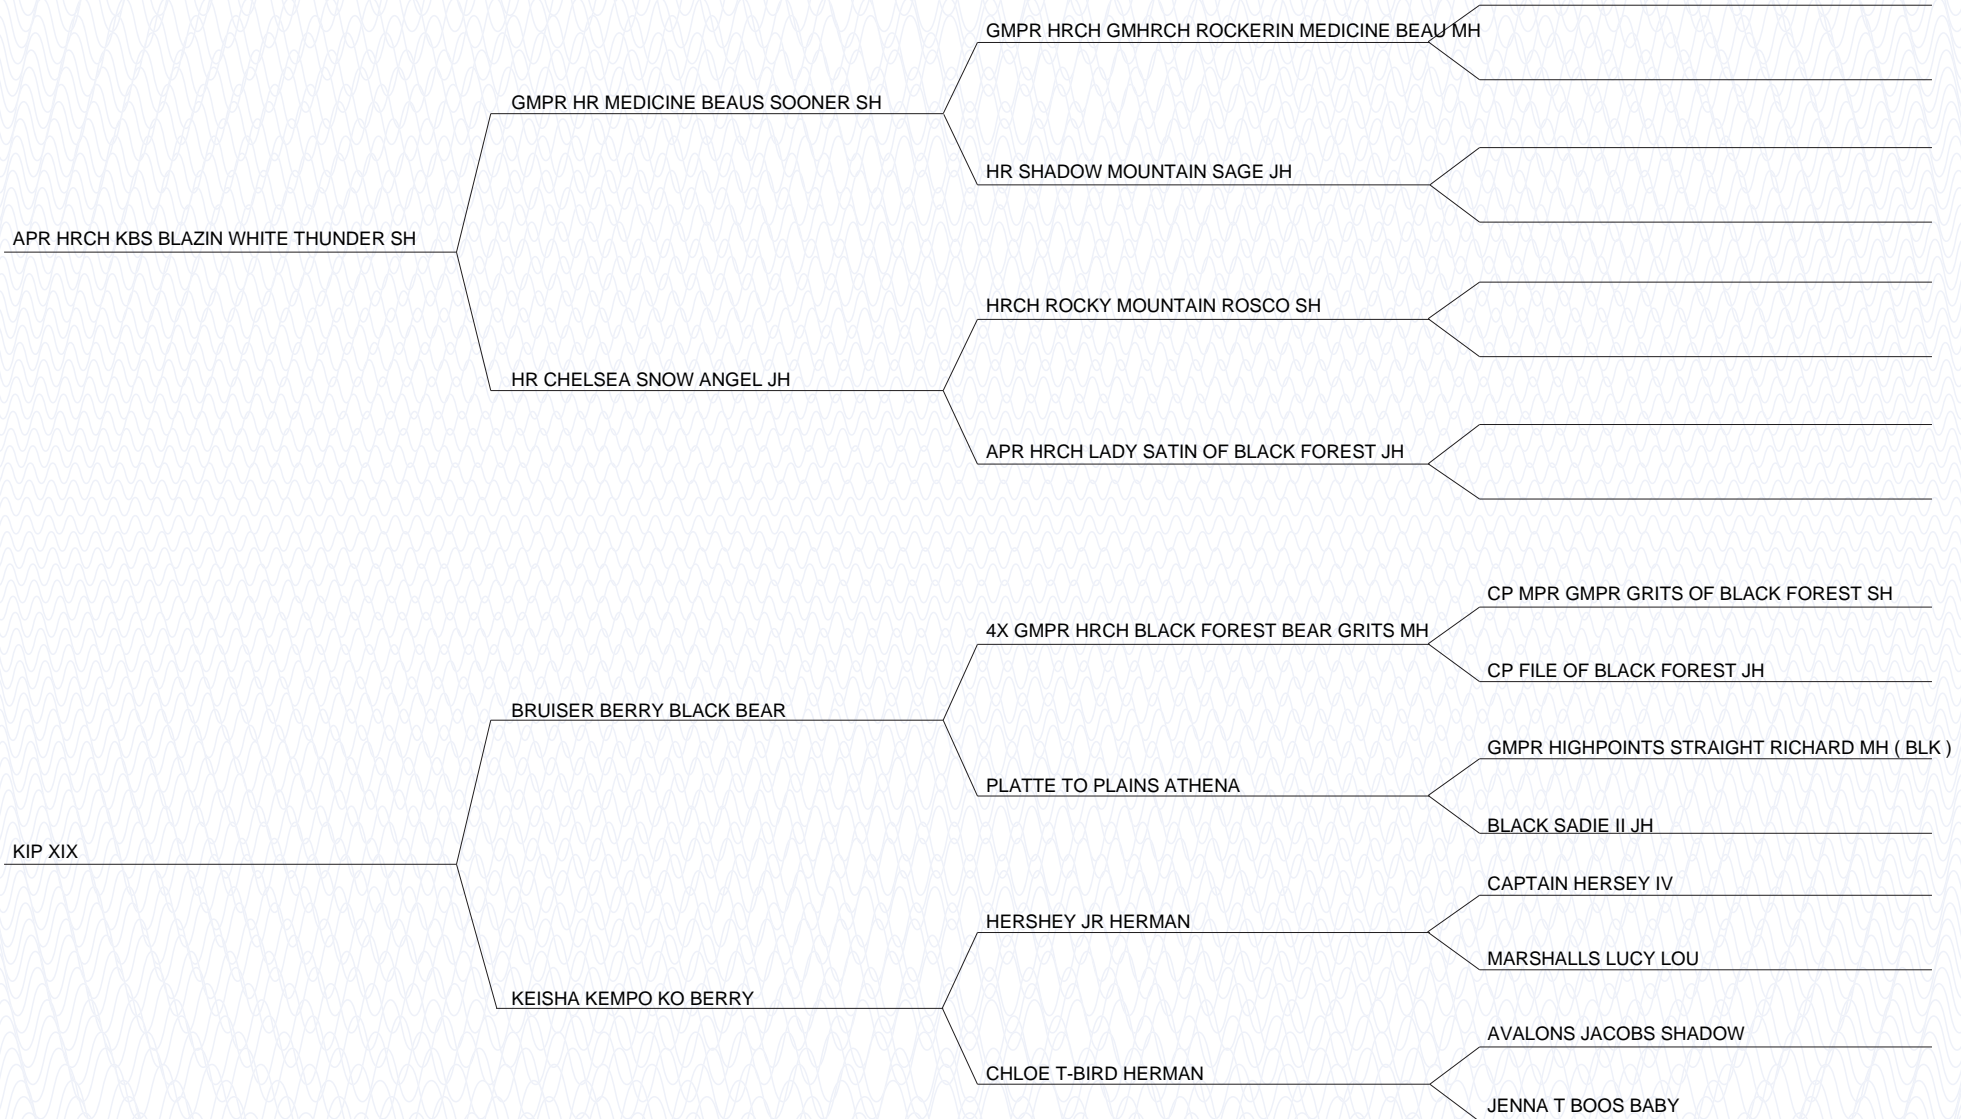 APR HRCH KBS BLAZIN WHITE THUNDER SH
GMPR HR MEDICINE BEAUS SOONER SH
GMPR HRCH GMHRCH ROCKERIN MEDICINE BEAU MH
HR SHADOW MOUNTAIN SAGE JH
HR CHELSEA SNOW ANGEL JH
HRCH ROCKY MOUNTAIN ROSCO SH
APR HRCH LADY SATIN OF BLACK FOREST JH
KIP XIX
BRUISER BERRY BLACK BEAR
4X GMPR HRCH BLACK FOREST BEAR GRITS MH
CP MPR GMPR GRITS OF BLACK FOREST SH
CP FILE OF BLACK FOREST JH
PLATTE TO PLAINS ATHENA
GMPR HIGHPOINTS STRAIGHT RICHARD MH ( BLK )
BLACK SADIE II JH
KEISHA KEMPO KO BERRY
HERSHEY JR HERMAN
CAPTAIN HERSEY IV
MARSHALLS LUCY LOU
CHLOE T-BIRD HERMAN
AVALONS JACOBS SHADOW
JENNA T BOOS BABY